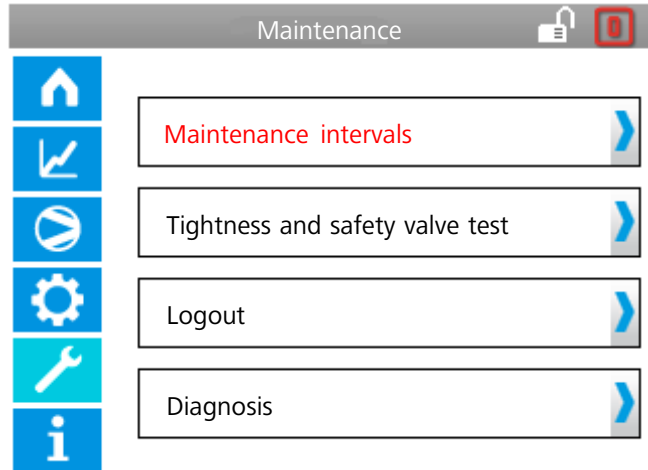 Maintenance
0
Maintenance intervals
Tightness and safety valve test
Logout
Diagnosis